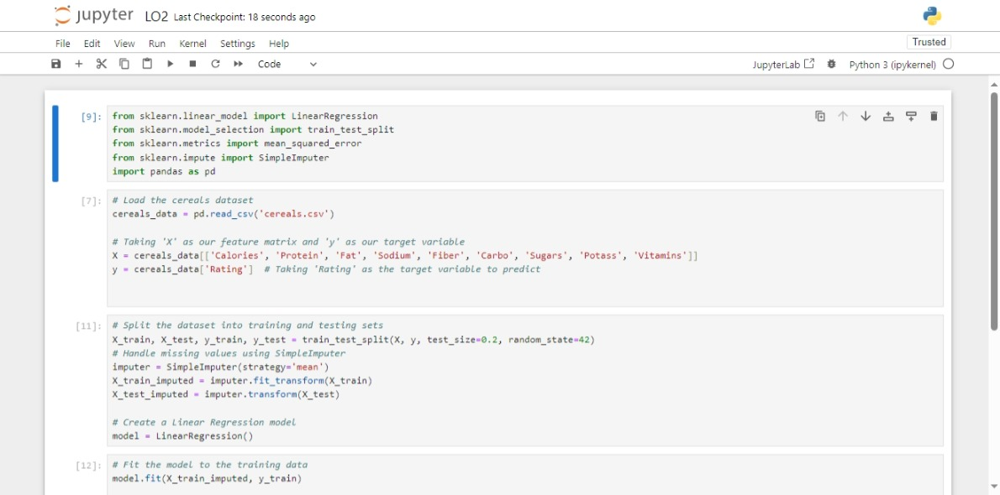 jupyter LO2 Last Checkpoint: 18 seconds ago
File Edit View Run Kernel Settings Help Trusted
Code JupyterLab Python 3 (ipykernel)
[9]: from sklearn.linear_model import LinearRegression
from sklearn.model_selection import train_test_split
from sklearn.metrics import mean_squared_error
from sklearn.impute import SimpleImputer
import pandas as pd
[7]: # Load the cereals dataset
cereals_data = pd.read_csv('cereals.csv')
# Taking 'X' as our feature matrix and 'y' as our target variable
X = cereals_data[['Calories', 'Protein', 'Fat', 'Sodium', 'Fiber', 'Carbo', 'Sugars', 'Potass', 'Vitamins']]
y = cereals_data['Rating']  # Taking 'Rating' as the target variable to predict
[11]: # Split the dataset into training and testing sets
X_train, X_test, y_train, y_test = train_test_split(X, y, test_size=0.2, random_state=42)
# Handle missing values using SimpleImputer
imputer = SimpleImputer(strategy='mean')
X_train_imputed = imputer.fit_transform(X_train)
X_test_imputed = imputer.transform(X_test)
# Create a Linear Regression model
model = LinearRegression()
[12]: # Fit the model to the training data
model.fit(X_train_imputed, y_train)